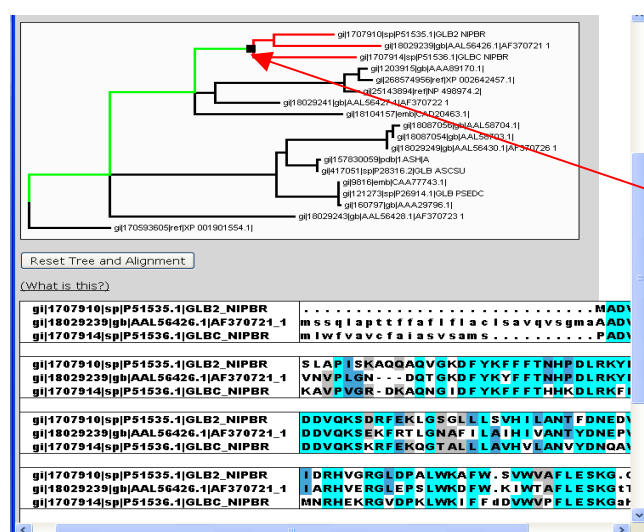 gi|1707910|sp|P51535.1|GLB2 NIPBR
gi|18029239|gb|AAL56426.1|AF370721 1
gi|1707914|sp|P51536.1|GLBC NIPBR
gi|1203915|gb|AAA89170.1|
gi|268574956|ref|XP 002642457.1|
gi|25143894|ref|NP 498974.2|
gi|18029241|gb|AAL56427.1|AF370722 1
gi|18104157|emb|CAD20463.1|
gi|18087056|gb|AAL58704.1|
gi|18087054|gb|AAL58703.1|
gi|18029249|gb|AAL56430.1|AF370726 1
gi|157830059|pdb|1ASH|A
gi|417051|sp|P28316.2|GLB ASCSU
gi|9816|emb|CAA77743.1|
gi|121273|sp|P26914.1|GLB PSEDC
gi|160797|gb|AAA29796.1|
gi|18029243|gb|AAL56428.1|AF370723 1
gi|170593605|ref|XP 001901554.1|
Reset Tree and Alignment
(What is this?)
gi|1707910|sp|P51535.1|GLB2_NIPBR . . . . . . . . . . . . . . . . . . . . . . . . . . M A D V
gi|18029239|gb|AAL56426.1|AF370721_1 m s s q l a p t t f f a f l f l a c l s a v q v s g m a A A D V
gi|1707914|sp|P51536.1|GLBC_NIPBR m l w f v a v c f a i a s v s a m s . . . . . . . . . P A D V
gi|1707910|sp|P51535.1|GLB2_NIPBR S L A P I S K A Q Q A Q V G K D F Y K F F F T N H P D L R K Y
gi|18029239|gb|AAL56426.1|AF370721_1 V N V P L G N - - - D Q T G K D F Y K Y F F T N H P D L R K Y
gi|1707914|sp|P51536.1|GLBC_NIPBR K A V P V G R - D K A Q N G I D F Y K F F F T H H K D L R K F
gi|1707910|sp|P51535.1|GLB2_NIPBR D D V Q K S D R F E K L G S G L L L S V H I L A N T F D N E D V
gi|18029239|gb|AAL56426.1|AF370721_1 D D V Q K S E K F R T L G N A F I L A I H I V A N T Y D N E P
gi|1707914|sp|P51536.1|GLBC_NIPBR D D V Q K S K R F E K Q G T A L L L A V H V L A N V Y D N Q A V
gi|1707910|sp|P51535.1|GLB2_NIPBR I D R H V G R G L D P A L W K A F W . S V W V A F L E S K G .
gi|18029239|gb|AAL56426.1|AF370721_1 I A R H V E R G L E P S L W K D F W . K I W T A F L E S K G t
gi|1707914|sp|P51536.1|GLBC_NIPBR M N R H E K R G V D P K L W K I F F d D V W V P F L E S K G a